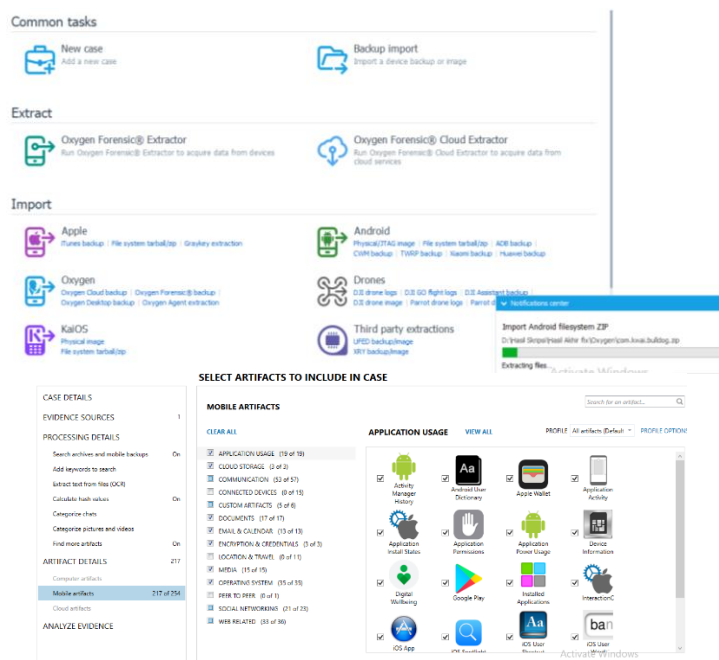 Common tasks
New case
Add a new case
Backup import
Import a device backup or image
Extract
Oxygen Forensic® Extractor
Run Oxygen Forensic® Extractor to acquire data from devices
Oxygen Forensic® Cloud Extractor
Run Oxygen Forensic® Cloud Extractor to acquire data from
cloud services
Import
Apple
iTunes backup | File system tarball/zip | Graykey extraction
Android
Physical/JTAG image | File system tarball/zip | ADB backup |
CWM backup | TWRP backup | Xiaomi backup | Huawei backup
Oxygen
Oxygen Cloud backup | Oxygen Forensic® backup |
Oxygen Desktop backup | Oxygen Agent extraction
Drones
DJI drone logs | DJI GO flight logs | DJI Assistant backup |
DJI drone image | Parrot drone logs | Parrot d
KaiOS
Physical image
File system tarball/zip
Third party extractions
UFED backup/image
XRY backup/image
Notifications center
Import Android filesystem ZIP
Extracting files...
Activate Windows
SELECT ARTIFACTS TO INCLUDE IN CASE
CASE DETAILS
EVIDENCE SOURCES 1
PROCESSING DETAILS
Search archives and mobile backups On
Add keywords to search
Extract text from files (OCR)
Calculate hash values On
Categorize chats
Categorize pictures and videos
Find more artifacts On
ARTIFACT DETAILS 217
Computer artifacts
Mobile artifacts 217 of 254
Cloud artifacts
ANALYZE EVIDENCE
MOBILE ARTIFACTS
Search for an artifact...
CLEAR ALL
APPLICATION USAGE (19 of 19)
CLOUD STORAGE (3 of 3)
COMMUNICATION (53 of 57)
CONNECTED DEVICES (0 of 15)
CUSTOM ARTIFACTS (5 of 6)
DOCUMENTS (17 of 17)
EMAIL & CALENDAR (13 of 13)
ENCRYPTION & CREDENTIALS (3 of 3)
LOCATION & TRAVEL (0 of 11)
MEDIA (15 of 15)
OPERATING SYSTEM (35 of 35)
PEER TO PEER (0 of 1)
SOCIAL NETWORKING (21 of 23)
WEB RELATED (33 of 36)
APPLICATION USAGE VIEW ALL
PROFILE All artifacts (Default PROFILE OPTIONS
Activity
Manager
History
Aa
Android User
Dictionary
Apple Wallet
Application
Activity
Application
Install States
Application
Permissions
Application
Power Usage
Device
Information
Digital
Wellbeing
Google Play
Installed
Applications
InteractionC
iOS App
iOS Spotlight
Aa
iOS User
Shortcut
ban
iOS User
Activate Windows